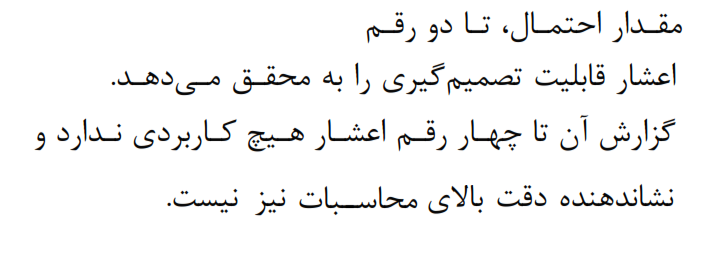 مقدار احتمال، تا دو رقم
اعشار قابلیت تصمیم‌گیری را به محقق می‌دهد.
گزارش آن تا چهار رقم اعشار هیچ کاربردی ندارد و
نشاندهنده دقت بالای محاسبات نیز نیست.